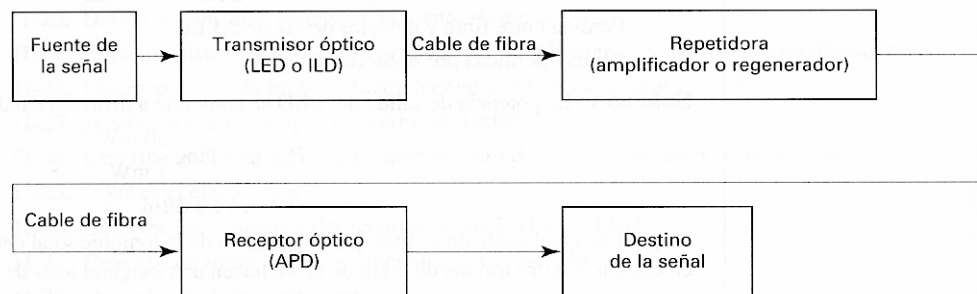 Fuente de
la señal
Transmisor óptico
(LED o ILD)
Cable de fibra
Repetidora
(amplificador o regenerador)
Cable de fibra
Receptor óptico
(APD)
Destino
de la señal